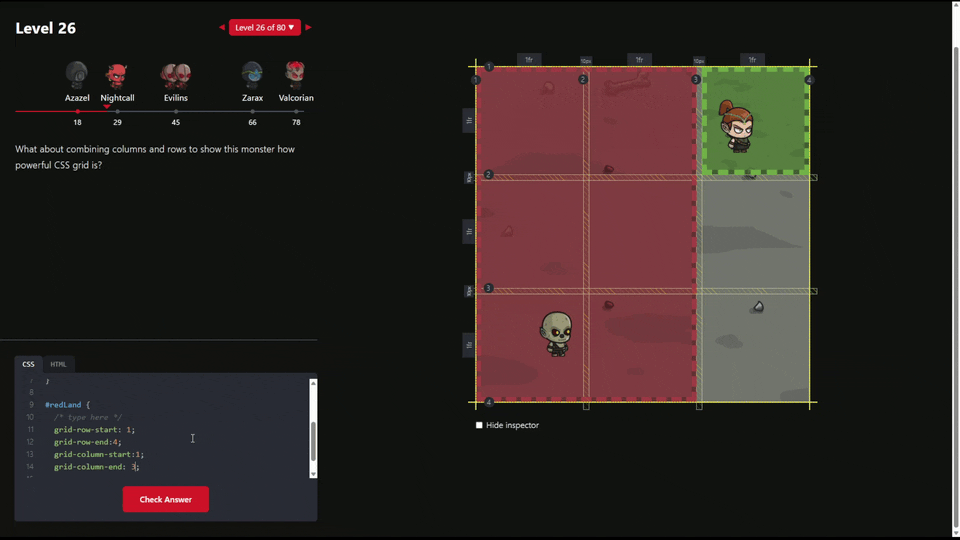 Level 26
Level 26 of 80 ▼
Azazel Nightcall Evilins Zarax Valcorian
18 29 45 66 78
What about combining columns and rows to show this monster how
powerful CSS grid is?
1fr 10px 1fr 10px 1fr
1
1 2 3 4
1fr
10px 2
1fr
10px 3
1fr
4
Hide inspector
CSS HTML
7 }
8
9 #redLand {
10 /* type here */
11 grid-row-start: 1;
12 grid-row-end:4;
13 grid-column-start:1;
14 grid-column-end: 3;
Check Answer